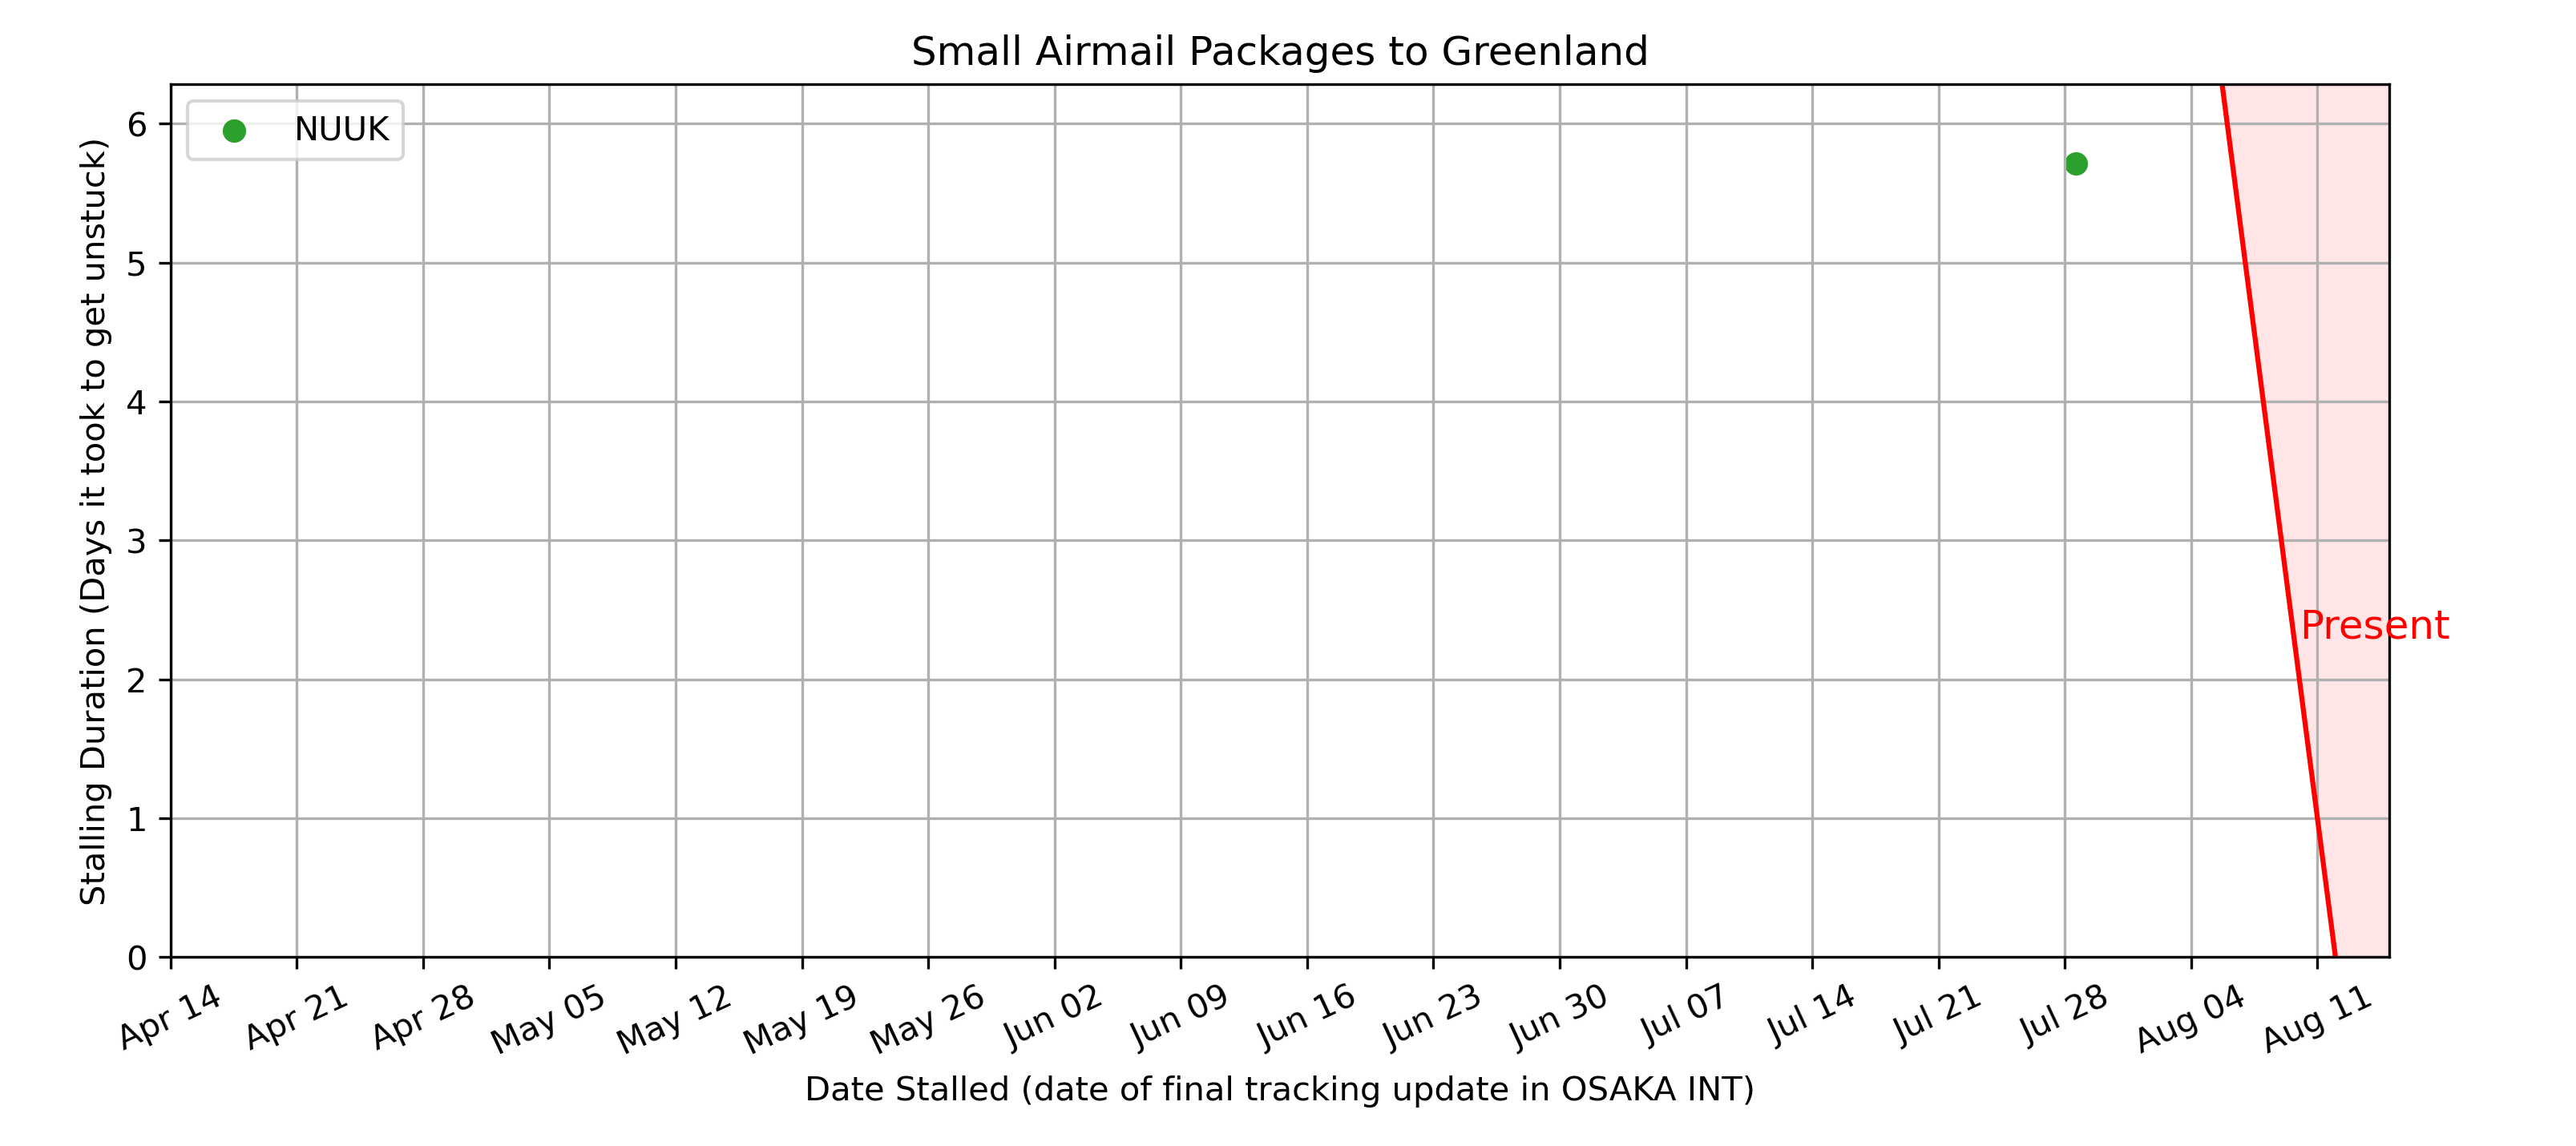 Small Airmail Packages to Greenland
NUUK
Stalling Duration (Days it took to get unstuck)
6
5
4
3
2
1
0
Present
Apr 14
Apr 21
Apr 28
May 05
May 12
May 19
May 26
Jun 02
Jun 09
Jun 16
Jun 23
Jun 30
Jul 07
Jul 14
Jul 21
Jul 28
Aug 04
Aug 11
Date Stalled (date of final tracking update in OSAKA INT)